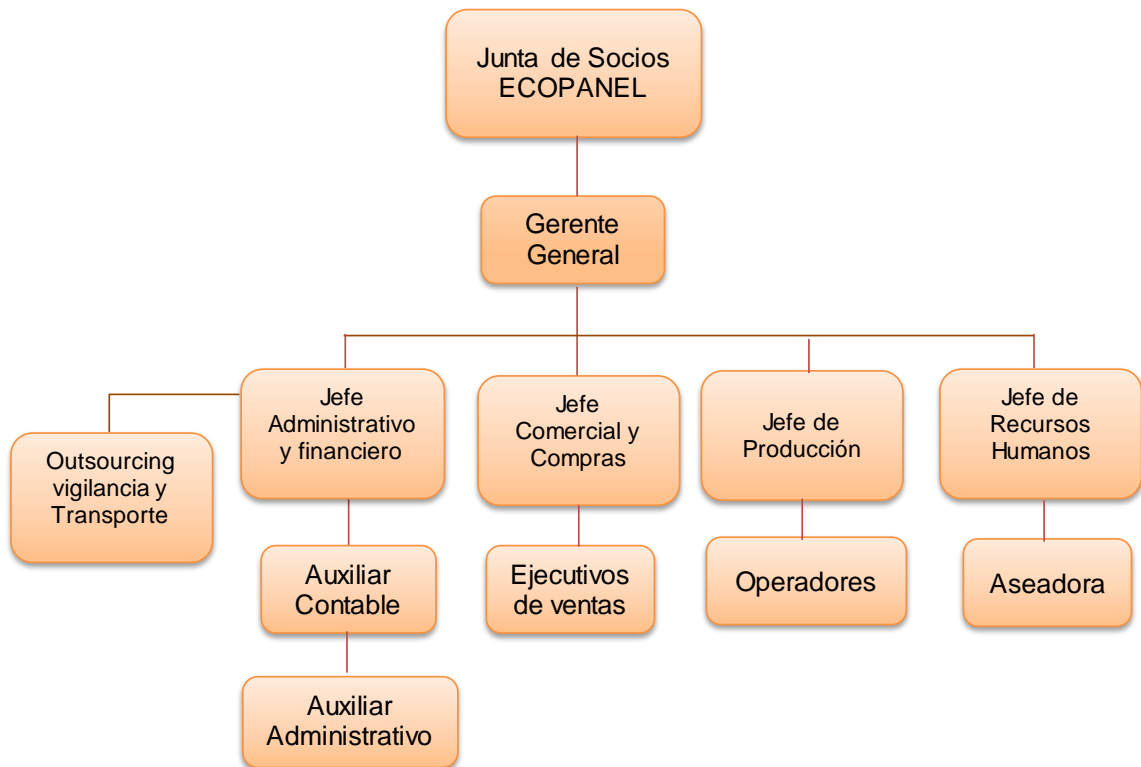 Junta de Socios
ECOPANEL
Gerente
General
Jefe
Administrativo
y financiero
Jefe
Comercial y
Compras
Jefe de
Producción
Jefe de
Recursos
Humanos
Outsourcing
vigilancia y
Transporte
Auxiliar
Contable
Ejecutivos
de ventas
Operadores
Aseadora
Auxiliar
Administrativo